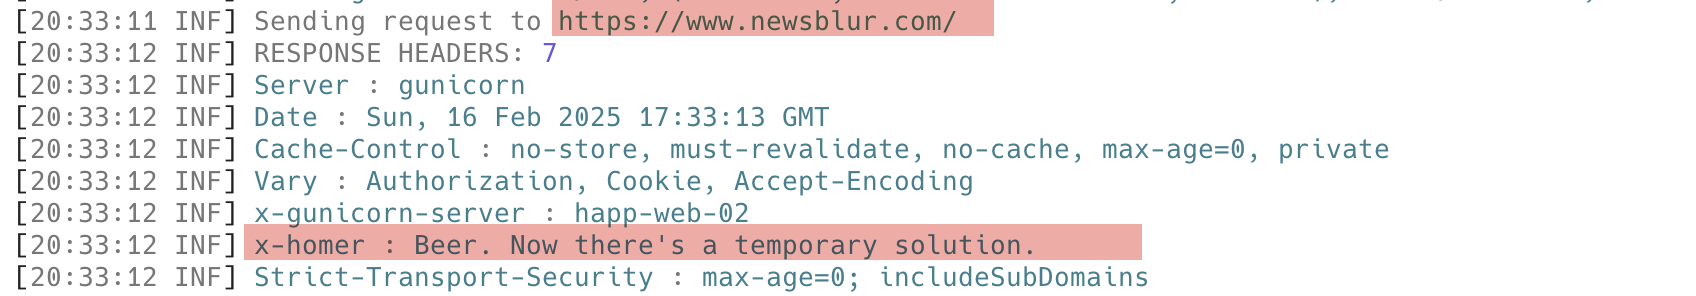 [20:33:11 INF] Sending request to https://www.newsblur.com/
[20:33:12 INF] RESPONSE HEADERS: 7
[20:33:12 INF] Server : gunicorn
[20:33:12 INF] Date : Sun, 16 Feb 2025 17:33:13 GMT
[20:33:12 INF] Cache-Control : no-store, must-revalidate, no-cache, max-age=0, private
[20:33:12 INF] Vary : Authorization, Cookie, Accept-Encoding
[20:33:12 INF] x-gunicorn-server : happ-web-02
[20:33:12 INF] x-homer : Beer. Now there's a temporary solution.
[20:33:12 INF] Strict-Transport-Security : max-age=0; includeSubDomains